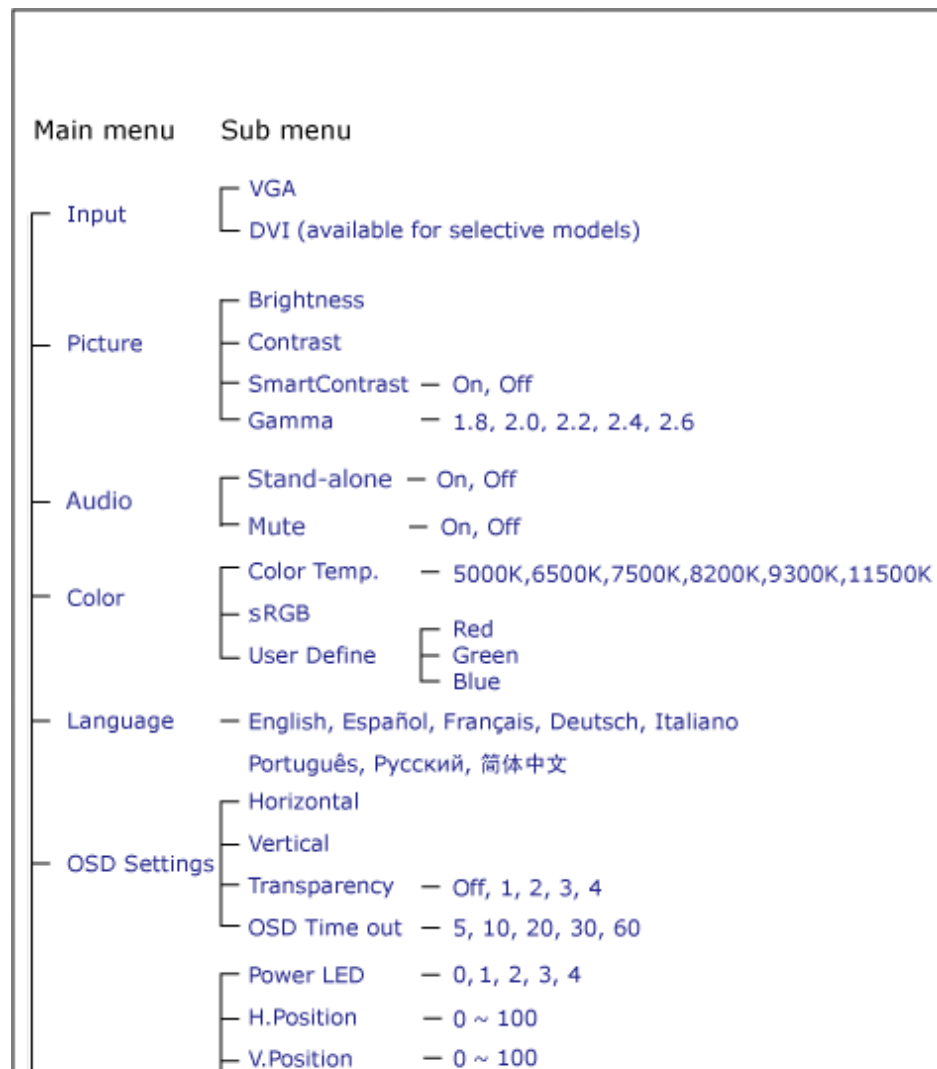 Main menu Sub menu
VGA
Input
DVI (available for selective models)
Brightness
Picture Contrast
SmartContrast — On, Off
Gamma — 1.8, 2.0, 2.2, 2.4, 2.6
Stand-alone — On, Off
Audio
Mute — On, Off
Color Temp. — 5000K,6500K,7500K,8200K,9300K,11500K
Color
sRGB
Red
User Define Green
Blue
Language — English, Español, Français, Deutsch, Italiano
Português, Русский, 简体中文
Horizontal
Vertical
OSD Settings
Transparency — Off, 1, 2, 3, 4
OSD Time out — 5, 10, 20, 30, 60
Power LED — 0, 1, 2, 3, 4
H.Position — 0 ~ 100
V.Position — 0 ~ 100